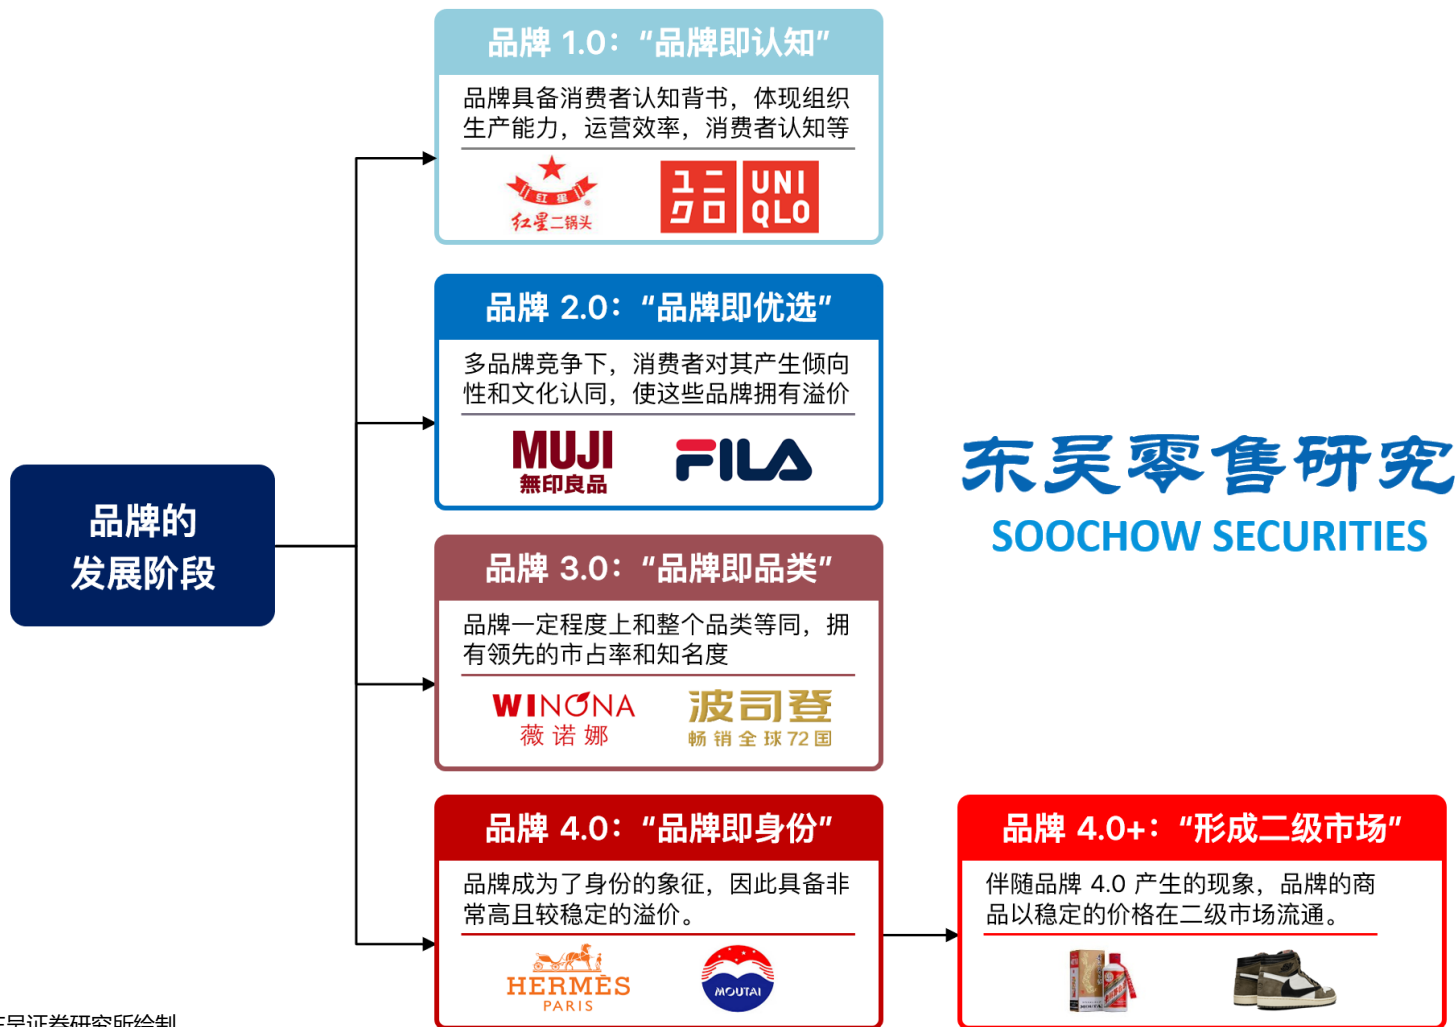 品牌的
发展阶段
品牌 1.0：“品牌即认知”
品牌具备消费者认知背书，体现组织
生产能力，运营效率，消费者认知等
红星
®
红星二锅头
ユニ
クロ
UNI
QLO
品牌 2.0：“品牌即优选”
多品牌竞争下，消费者对其产生倾向
性和文化认同，使这些品牌拥有溢价
MUJI
無印良品
FILA
品牌 3.0：“品牌即品类”
品牌一定程度上和整个品类等同，拥
有领先的市占率和知名度
WINONA
薇诺娜
波司登
畅销全球72国
品牌 4.0：“品牌即身份”
品牌成为了身份的象征，因此具备非
常高且较稳定的溢价。
HERMÈS
PARIS
MOUTAI
品牌 4.0+：“形成二级市场”
伴随品牌 4.0 产生的现象，品牌的商
品以稳定的价格在二级市场流通。
东吴零售研究
SOOCHOW SECURITIES
东吴证券研究所绘制